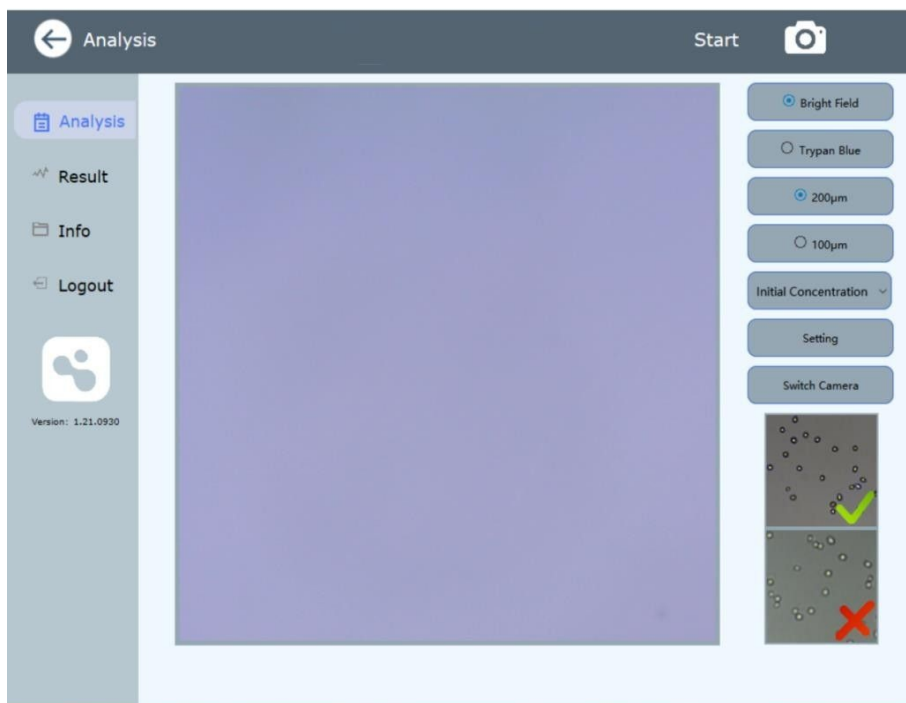 Analysis
Start
Analysis
Result
Info
Logout
Version: 1.21.0930
Bright Field
Trypan Blue
200μm
100μm
Initial Concentration
Setting
Switch Camera